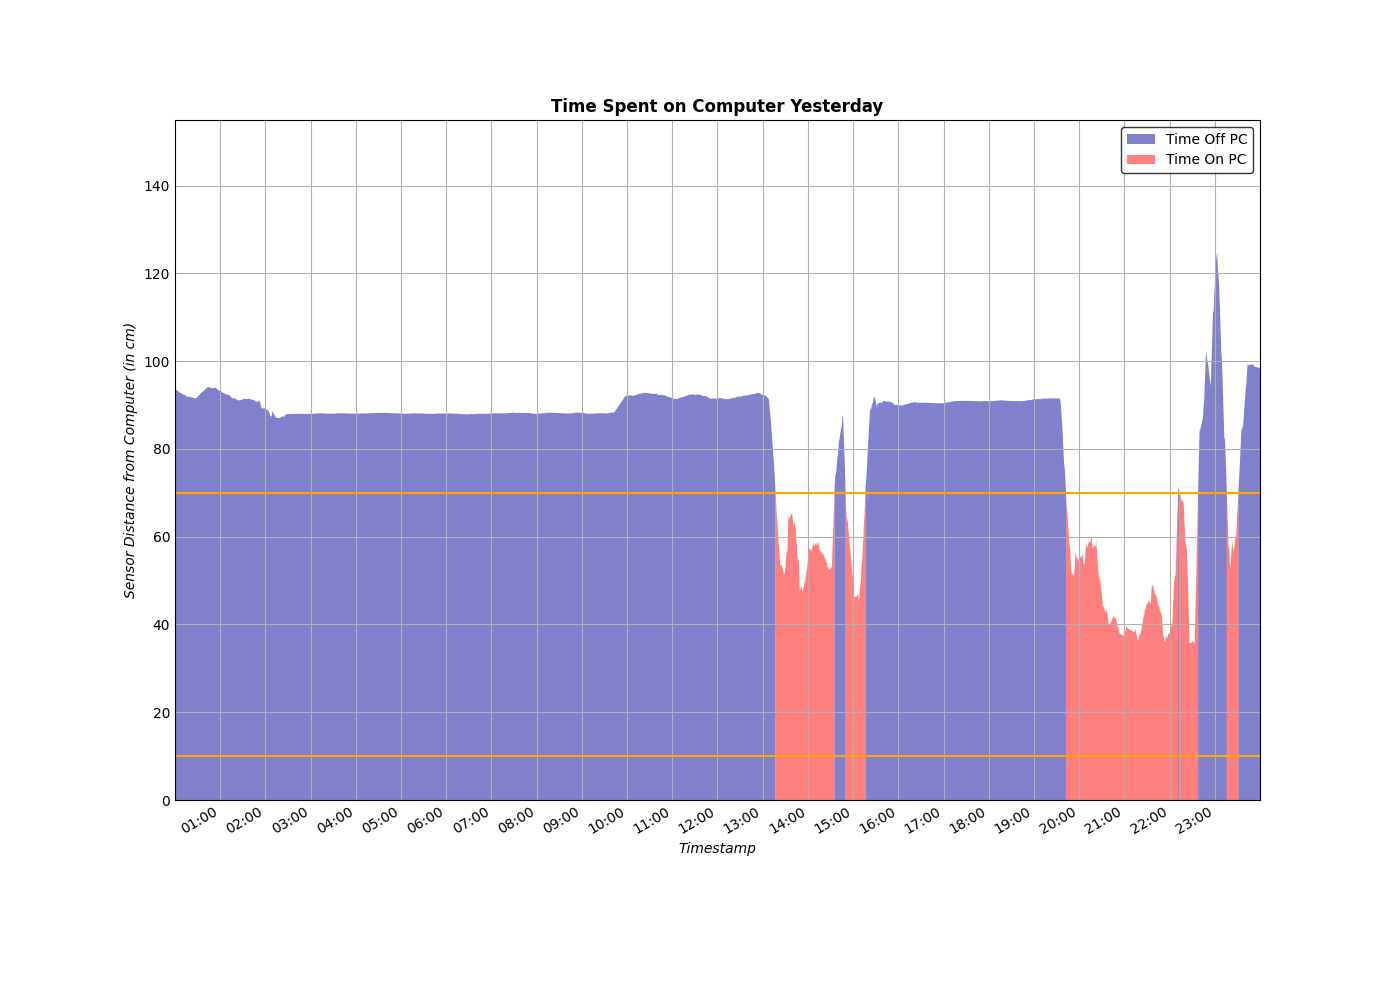 Time Spent on Computer Yesterday
Time Off PC
Time On PC
Sensor Distance from Computer (in cm)
140
120
100
80
60
40
20
0
01:00 02:00 03:00 04:00 05:00 06:00 07:00 08:00 09:00 10:00 11:00 12:00 13:00 14:00 15:00 16:00 17:00 18:00 19:00 20:00 21:00 22:00 23:00
Timestamp